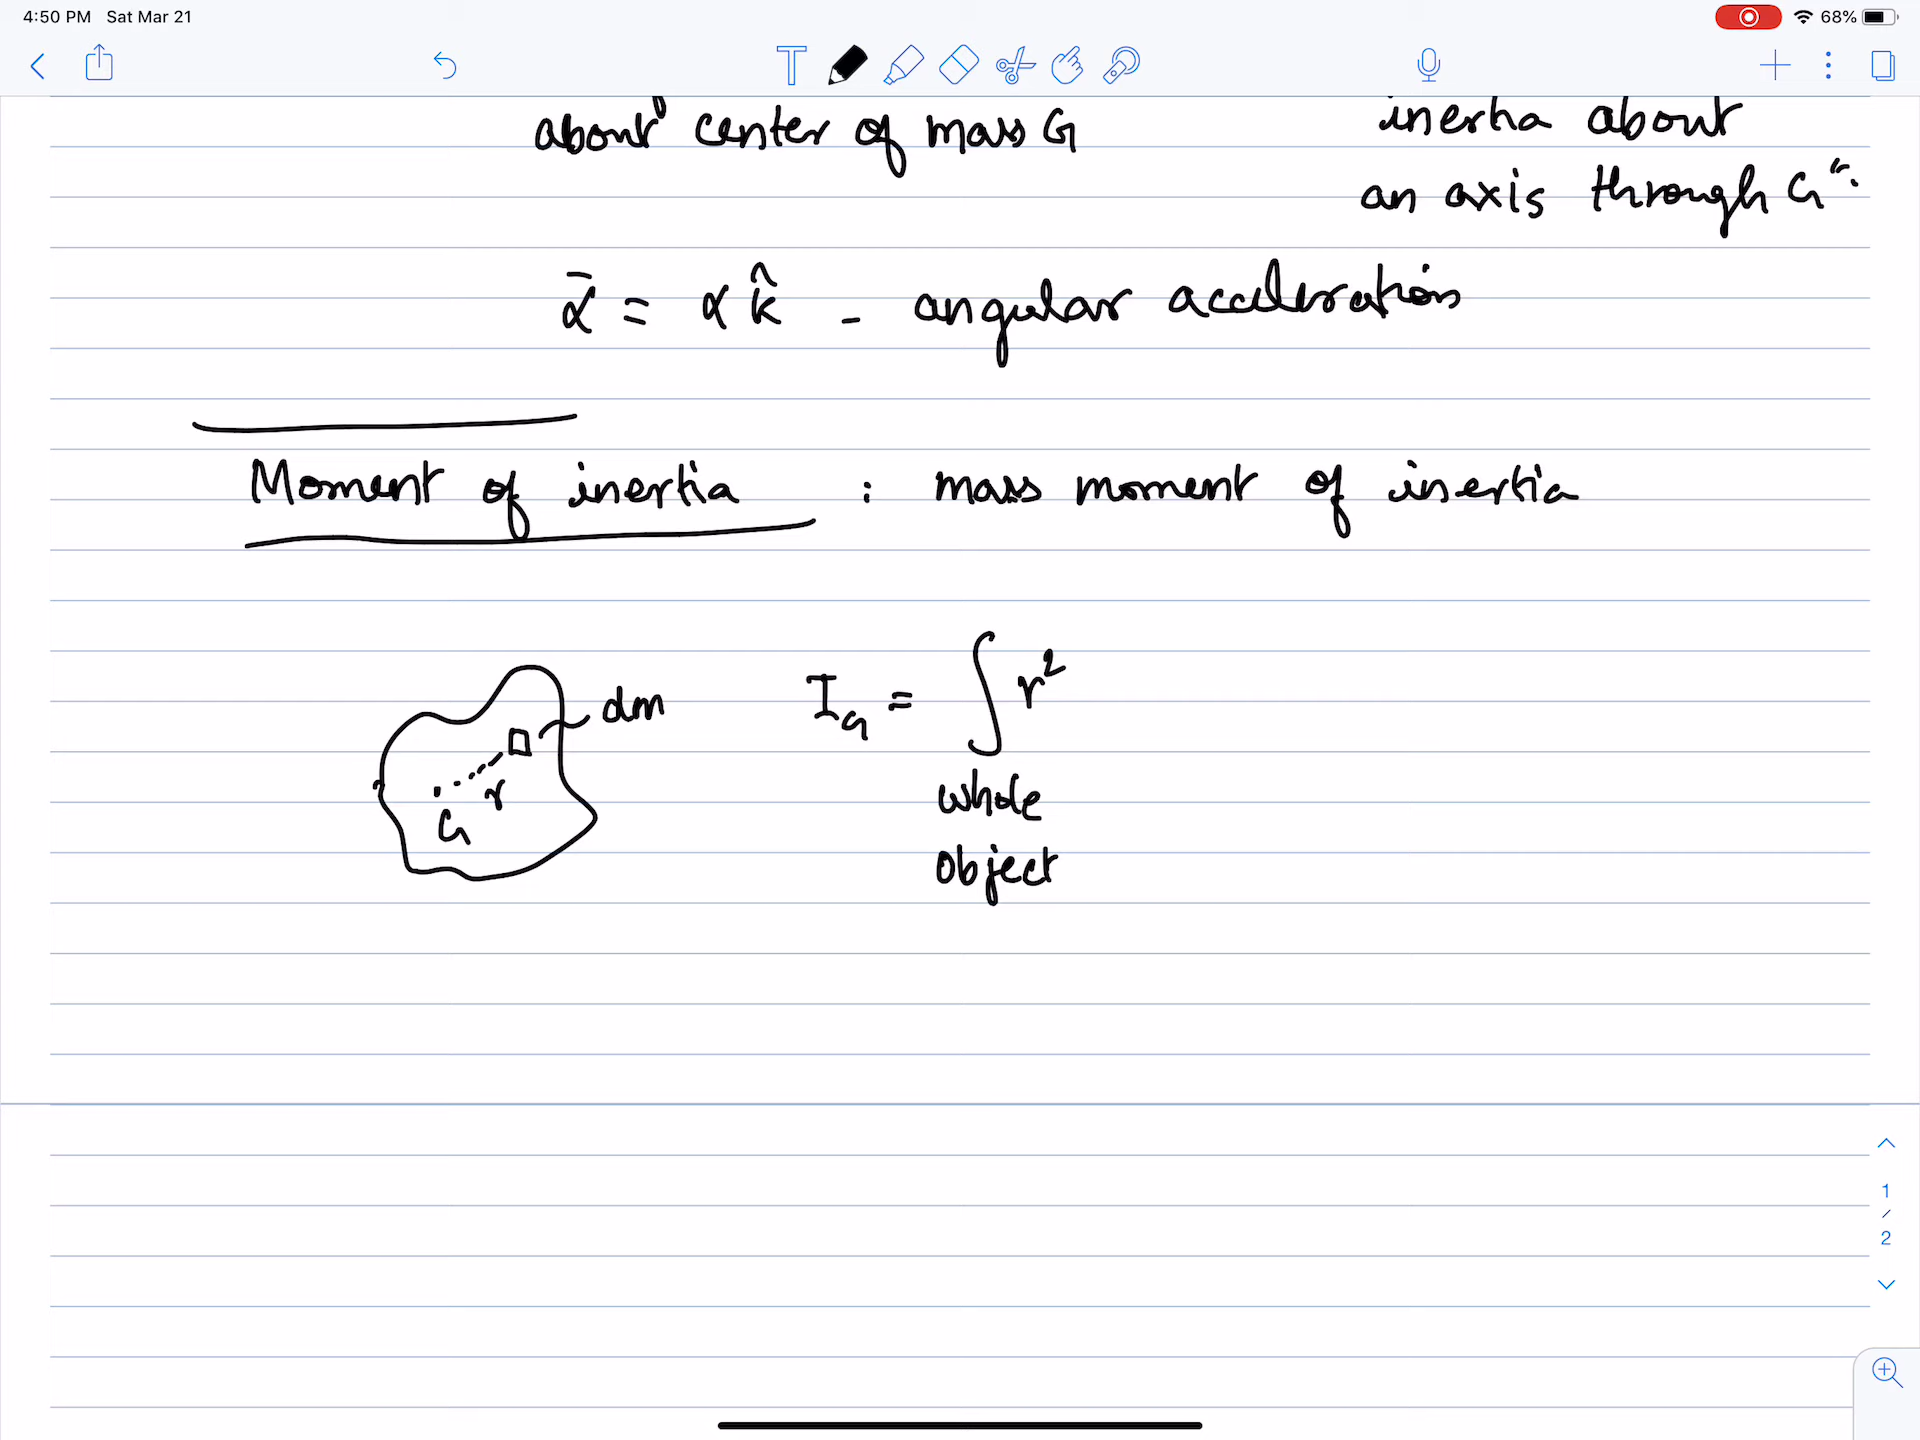 4:50 PM Sat Mar 21
68%
about center of mass G
inertia about
an axis through G".
ᾱ = α k̂ - angular acceleration
Moment of inertia : mass moment of inertia
dm
r
G
I_G = ∫ r²
whole
object
1
/
2